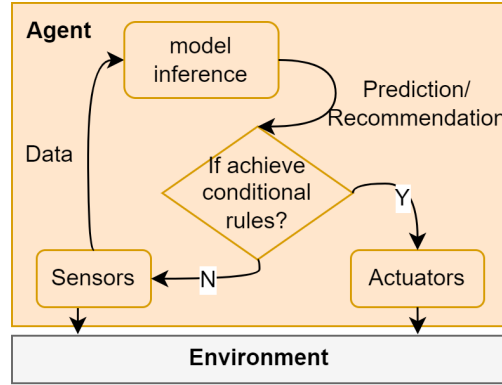 Agent
model
inference
Prediction/
Recommendation
Data
If achieve
conditional
rules?
Y
Sensors
N
Actuators
Environment